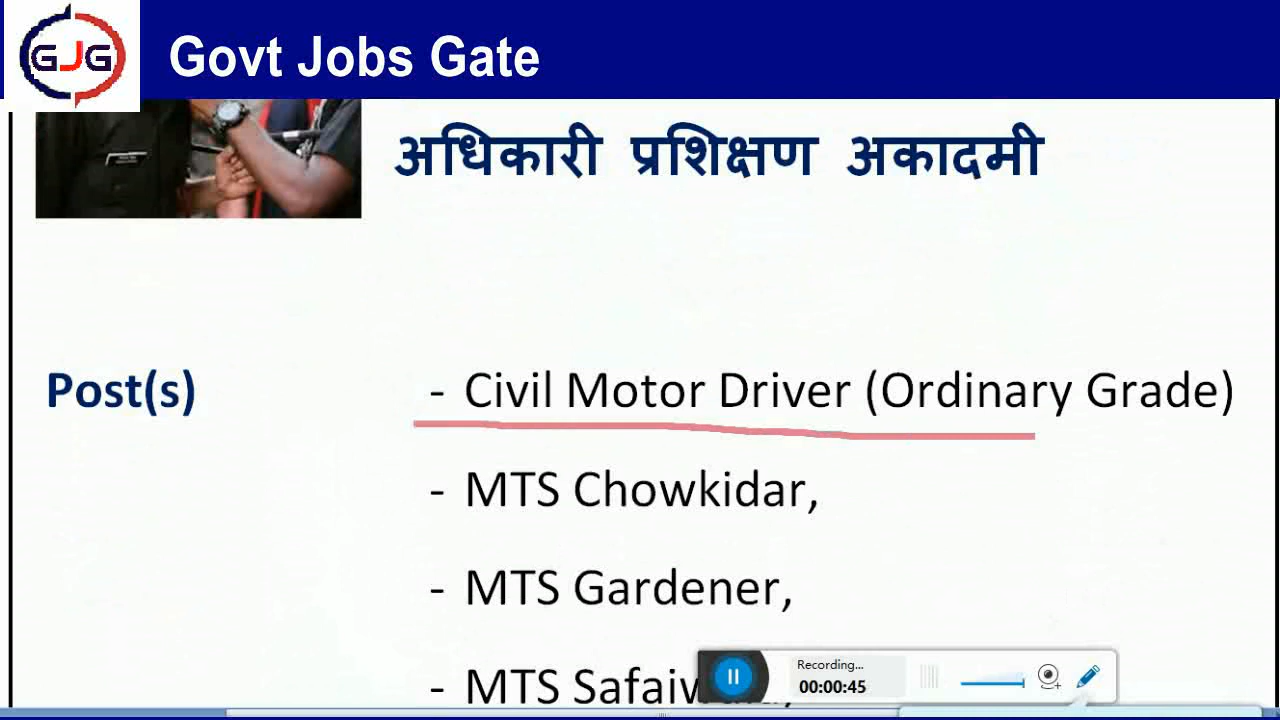 GJG
Govt Jobs Gate
अधिकारी प्रशिक्षण अकादमी
Post(s)
- Civil Motor Driver (Ordinary Grade)
- MTS Chowkidar,
- MTS Gardener,
- MTS
Recording...
00:00:45